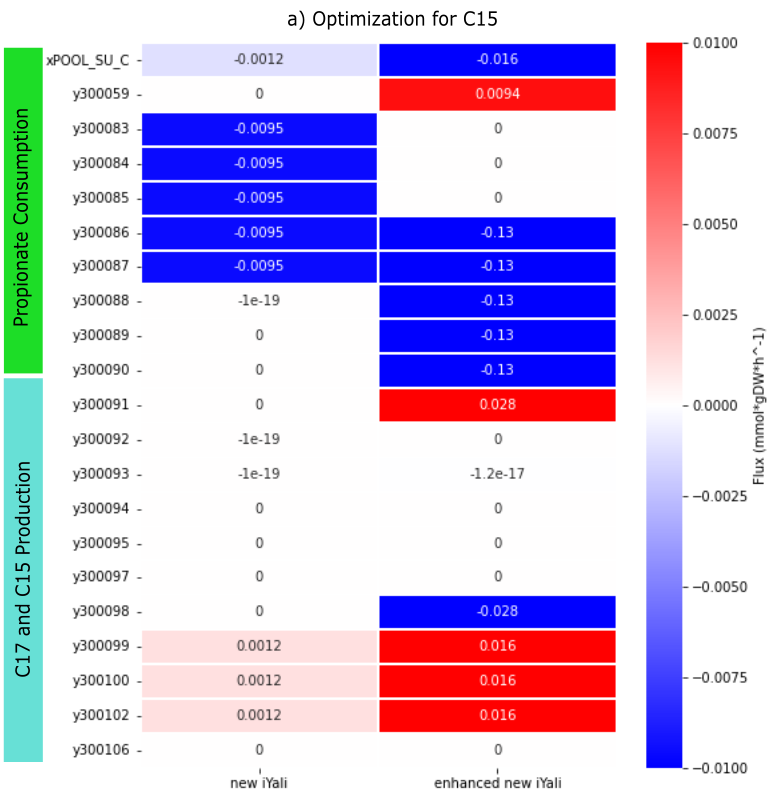 a) Optimization for C15
Propionate Consumption
C17 and C15 Production
xPOOL_SU_C -0.0012 -0.016
y300059 0 0.0094
y300083 -0.0095 0
y300084 -0.0095 0
y300085 -0.0095 0
y300086 -0.0095 -0.13
y300087 -0.0095 -0.13
y300088 -1e-19 -0.13
y300089 0 -0.13
y300090 0 -0.13
y300091 0 0.028
y300092 -1e-19 0
y300093 -1e-19 -1.2e-17
y300094 0 0
y300095 0 0
y300097 0 0
y300098 0 -0.028
y300099 0.0012 0.016
y300100 0.0012 0.016
y300102 0.0012 0.016
y300106 0 0
new iYali enhanced new iYali
0.0100
0.0075
0.0050
0.0025
0.0000
−0.0025
−0.0050
−0.0075
−0.0100
Flux (mmol*gDW*h^-1)